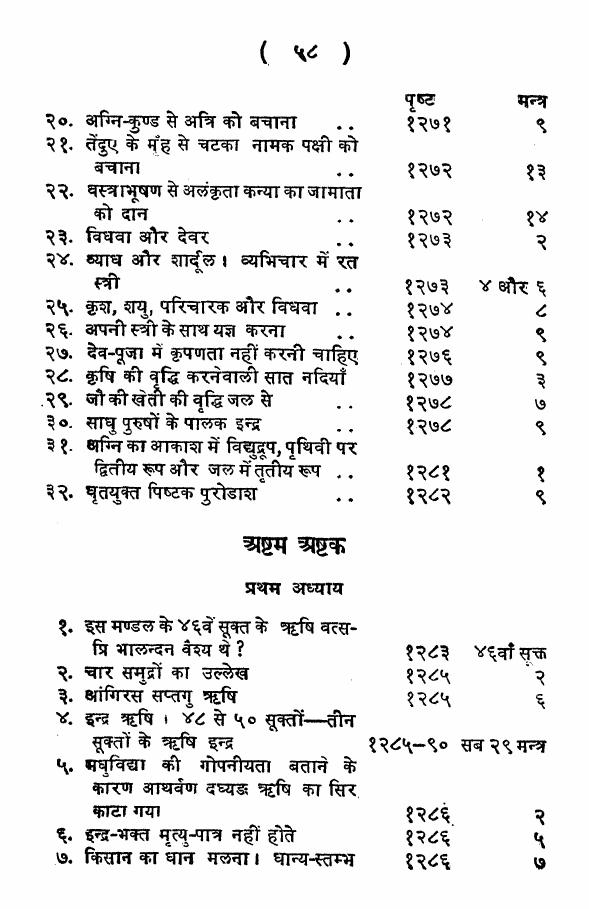 ( ५८ )
पृष्ट मन्त्र
२०. अग्नि-कुण्ड से अत्रि को बचाना .. १२७१ ९
२१. तेंदुए के मुँह से चटका नामक पक्षी को
बचाना .. १२७२ १३
२२. वस्त्राभूषण से अलंकृता कन्या का जामाता
को दान .. १२७२ १४
२३. विधवा और देवर .. १२७३ २
२४. व्याध और शार्दूल। व्यभिचार में रत
स्त्री .. १२७३ ४ और ६
२५. कृश, शयु, परिचारक और विधवा .. १२७४ ८
२६. अपनी स्त्री के साथ यज्ञ करना .. १२७४ ९
२७. देव-पूजा में कृपणता नहीं करनी चाहिए १२७६ ९
२८. कृषि की वृद्धि करनेवाली सात नदियाँ १२७७ ३
२९. जौ की खेती की वृद्धि जल से .. १२७८ ७
३०. साधु पुरुषों के पालक इन्द्र .. १२७८ ९
३१. अग्नि का आकाश में विद्युद्रूप, पृथिवी पर
द्वितीय रूप और जल में तृतीय रूप .. १२८१ १
३२. घृतयुक्त पिष्टक पुरोडाश .. १२८२ ९
अष्टम अष्टक
प्रथम अध्याय
१. इस मण्डल के ४६वें सूक्त के ऋषि वत्स-
प्रि भालन्दन वैश्य थे? १२८३ ४६वाँ सूक्त
२. चार समुद्रों का उल्लेख १२८५ २
३. आंगिरस सप्तगु ऋषि १२८५ ६
४. इन्द्र ऋषि। ४८ से ५० सूक्तों—तीन
सूक्तों के ऋषि इन्द्र १२८५-९० सब २९ मन्त्र
५. मधुविद्या की गोपनीयता बताने के
कारण आथर्वण दध्यङ ऋषि का सिर
काटा गया १२८६ २
६. इन्द्र-भक्त मृत्यु-पात्र नहीं होते १२८६ ५
७. किसान का धान मलना। धान्य-स्तम्भ १२८६ ७